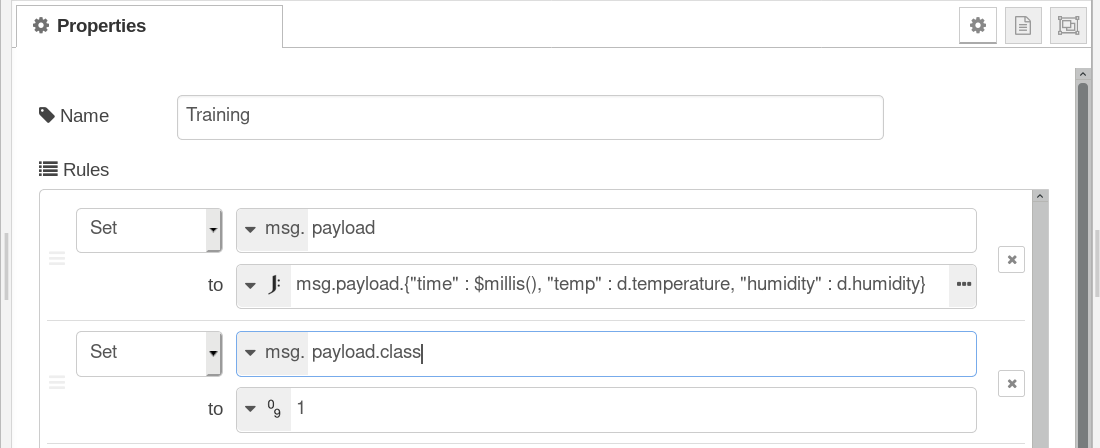 Properties
Name
Training
Rules
Set
msg. payload
to
J: msg.payload.{"time" : $millis(), "temp" : d.temperature, "humidity" : d.humidity}
Set
msg. payload.class
to
09 1